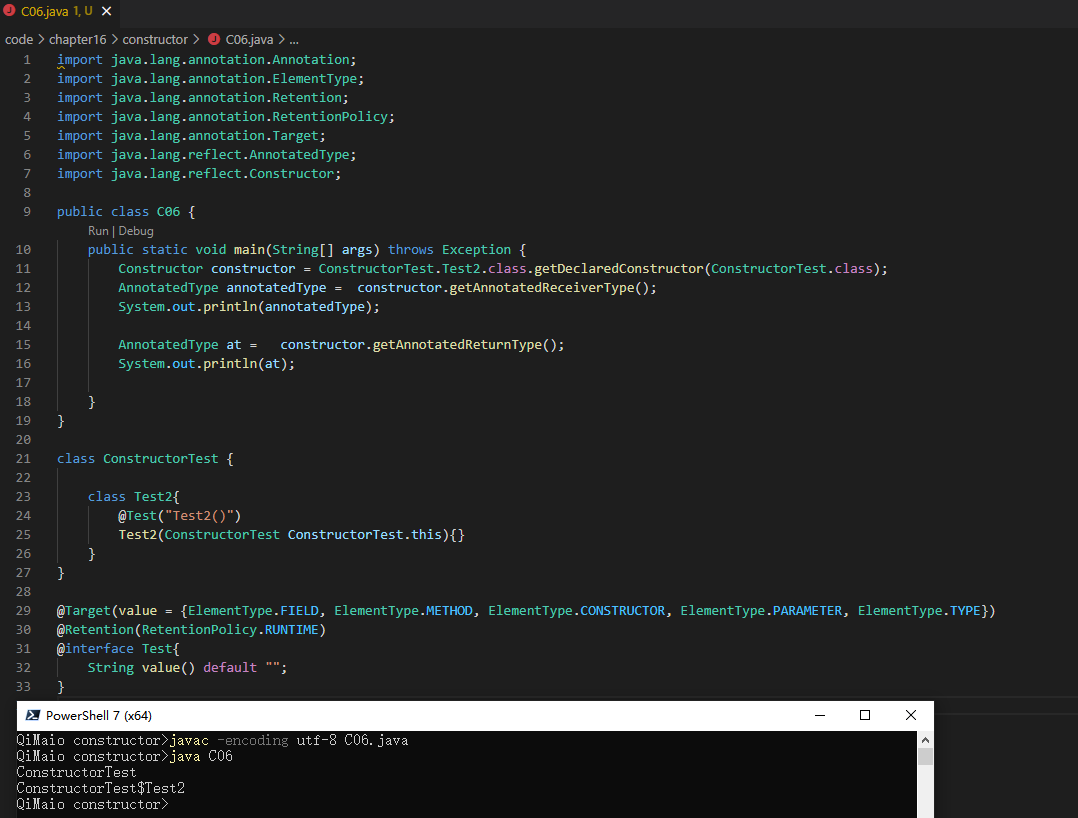 C06.java 1, U ×
code > chapter16 > constructor > C06.java > ...
1 import java.lang.annotation.Annotation;
2 import java.lang.annotation.ElementType;
3 import java.lang.annotation.Retention;
4 import java.lang.annotation.RetentionPolicy;
5 import java.lang.annotation.Target;
6 import java.lang.reflect.AnnotatedType;
7 import java.lang.reflect.Constructor;
8
9 public class C06 {
Run | Debug
10 public static void main(String[] args) throws Exception {
11 Constructor constructor = ConstructorTest.Test2.class.getDeclaredConstructor(ConstructorTest.class);
12 AnnotatedType annotatedType =  constructor.getAnnotatedReceiverType();
13 System.out.println(annotatedType);
14
15 AnnotatedType at =   constructor.getAnnotatedReturnType();
16 System.out.println(at);
17
18 }
19 }
20
21 class ConstructorTest {
22
23 class Test2{
24 @Test("Test2()")
25 Test2(ConstructorTest ConstructorTest.this){}
26 }
27 }
28
29 @Target(value = {ElementType.FIELD, ElementType.METHOD, ElementType.CONSTRUCTOR, ElementType.PARAMETER, ElementType.TYPE})
30 @Retention(RetentionPolicy.RUNTIME)
31 @interface Test{
32 String value() default "";
33 }
PowerShell 7 (x64)
QiMaio constructor>javac -encoding utf-8 C06.java
QiMaio constructor>java C06
ConstructorTest
ConstructorTest$Test2
QiMaio constructor>